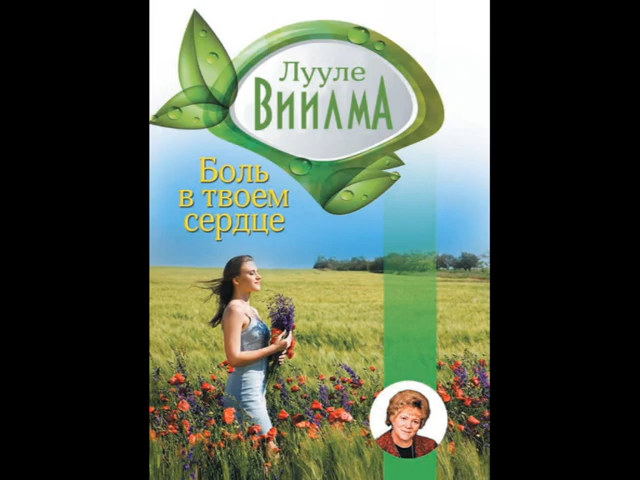 Лууле
ВИИЛМА
Боль
в твоем
сердце